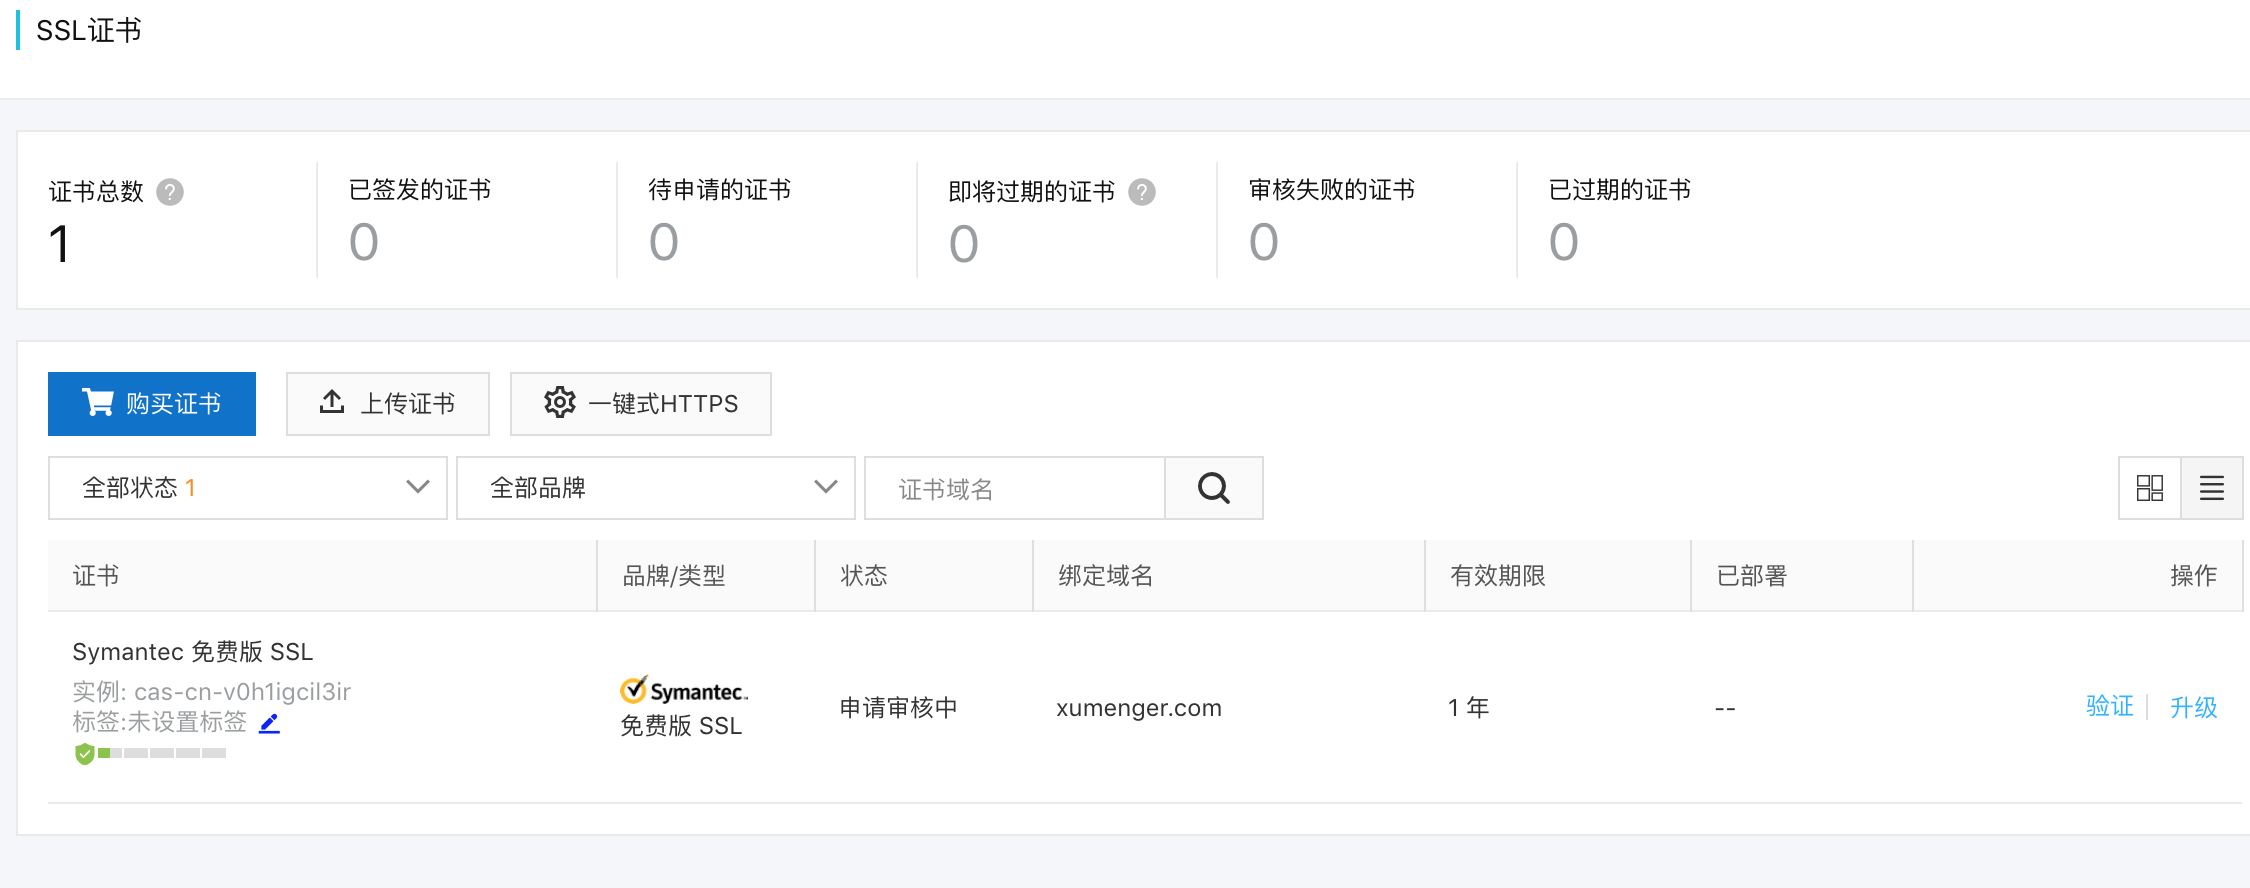 SSL证书
证书总数 ?
已签发的证书
待申请的证书
即将过期的证书 ?
审核失败的证书
已过期的证书
1
0
0
0
0
0
购买证书
上传证书
一键式HTTPS
全部状态 1
全部品牌
证书域名
证书
品牌/类型
状态
绑定域名
有效期限
已部署
操作
Symantec 免费版 SSL
实例: cas-cn-v0h1igcil3ir
标签:未设置标签
Symantec.
免费版 SSL
申请审核中
xumenger.com
1 年
--
验证
升级